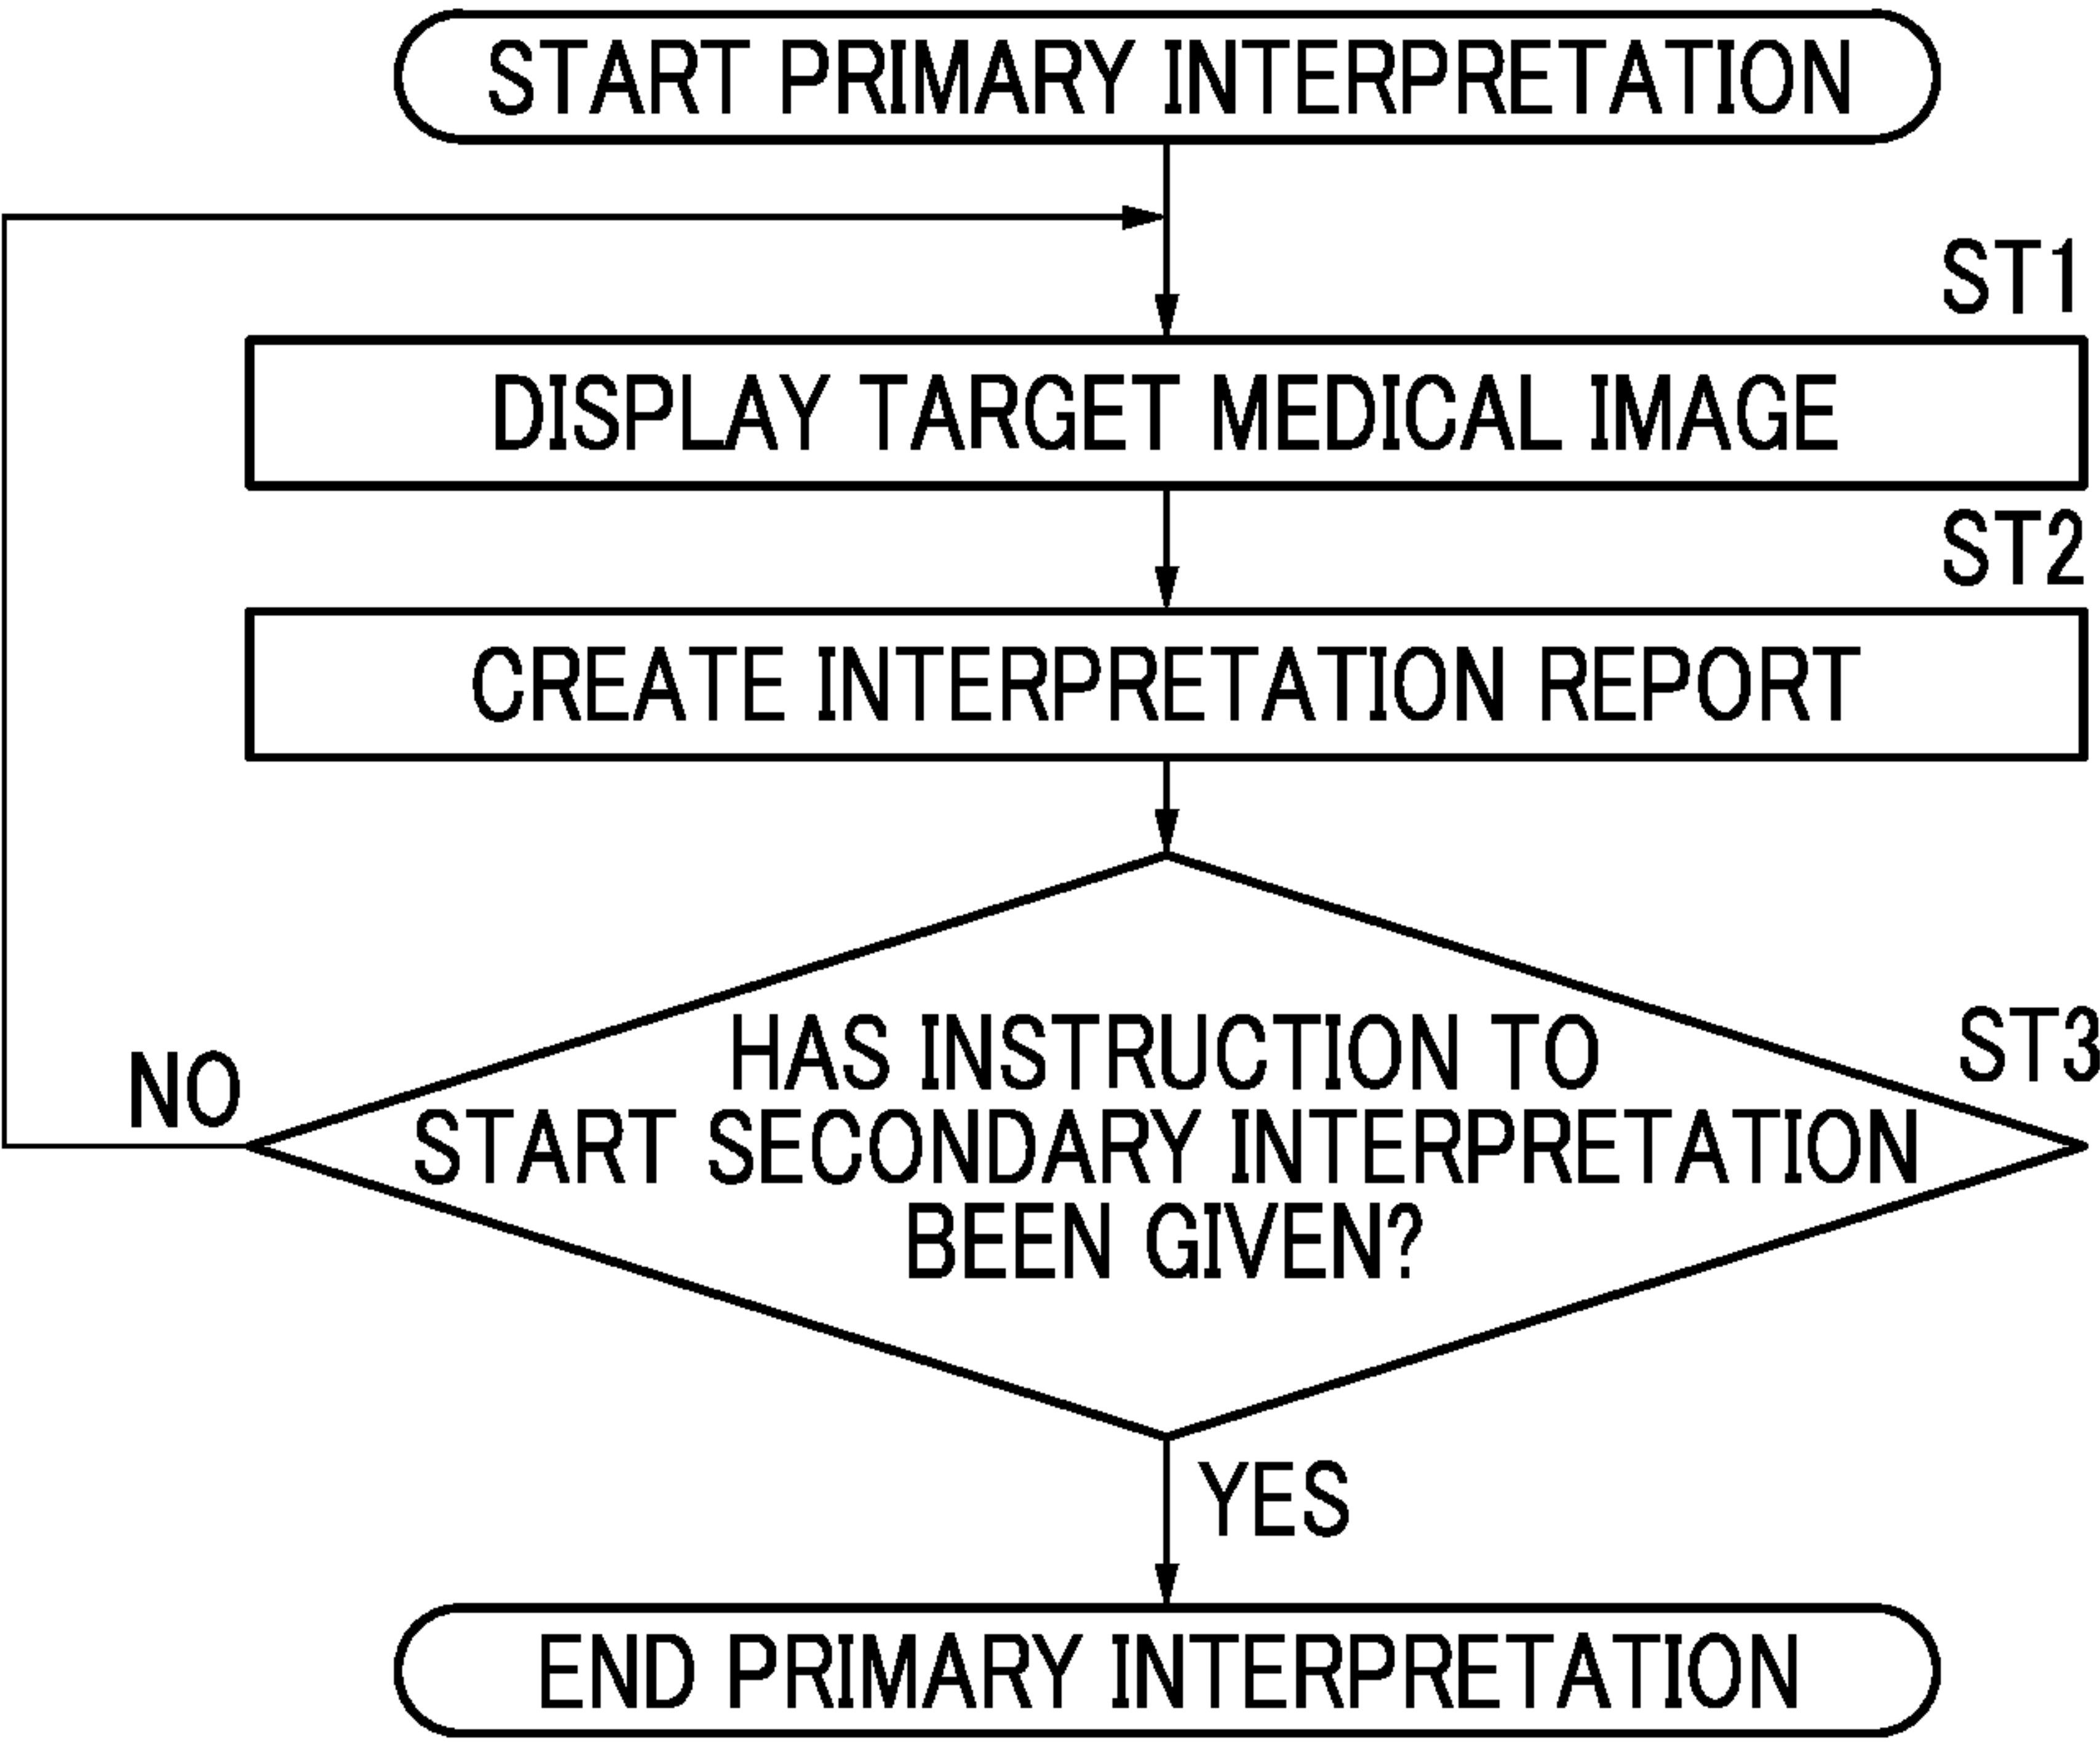 START PRIMARY INTERPRETATION
ST1
DISPLAY TARGET MEDICAL IMAGE
ST2
CREATE INTERPRETATION REPORT
ST3
HAS INSTRUCTION TO
START SECONDARY INTERPRETATION
BEEN GIVEN?
NO
YES
END PRIMARY INTERPRETATION